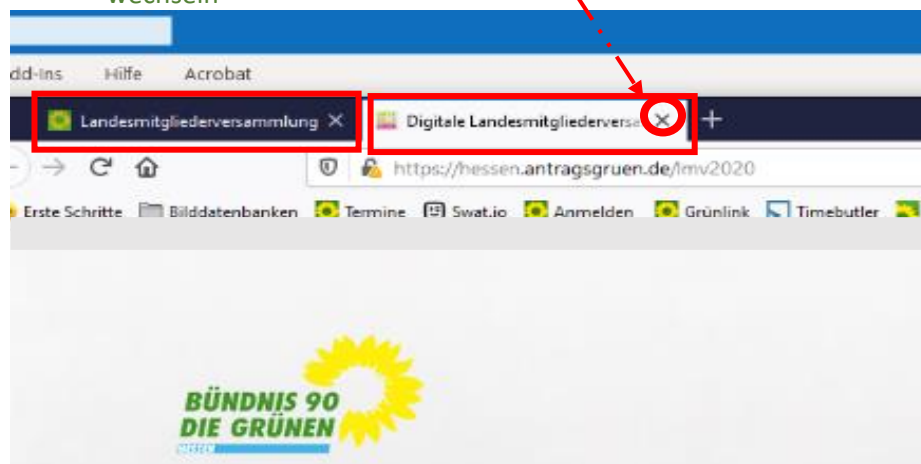 wechseln
dd-Ins Hilfe Acrobat
Landesmitgliederversammlung Digitale Landesmitgliederversa
https://hessen.antragsgruen.de/lmv2020
Erste Schritte Bilddatenbanken Termine Swat.io Anmelden Grünlink Timebutler
BÜNDNIS 90
DIE GRÜNEN
HESSEN